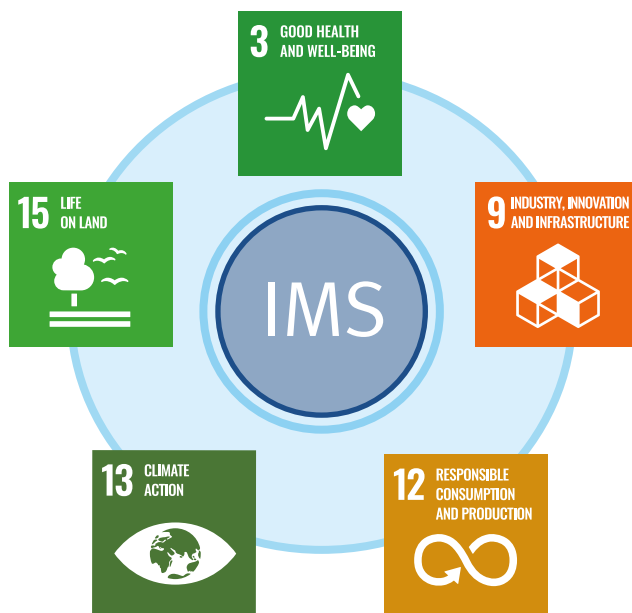 3 GOOD HEALTH
AND WELL-BEING
15 LIFE
ON LAND
9 INDUSTRY, INNOVATION
AND INFRASTRUCTURE
IMS
13 CLIMATE
ACTION
12 RESPONSIBLE
CONSUMPTION
AND PRODUCTION